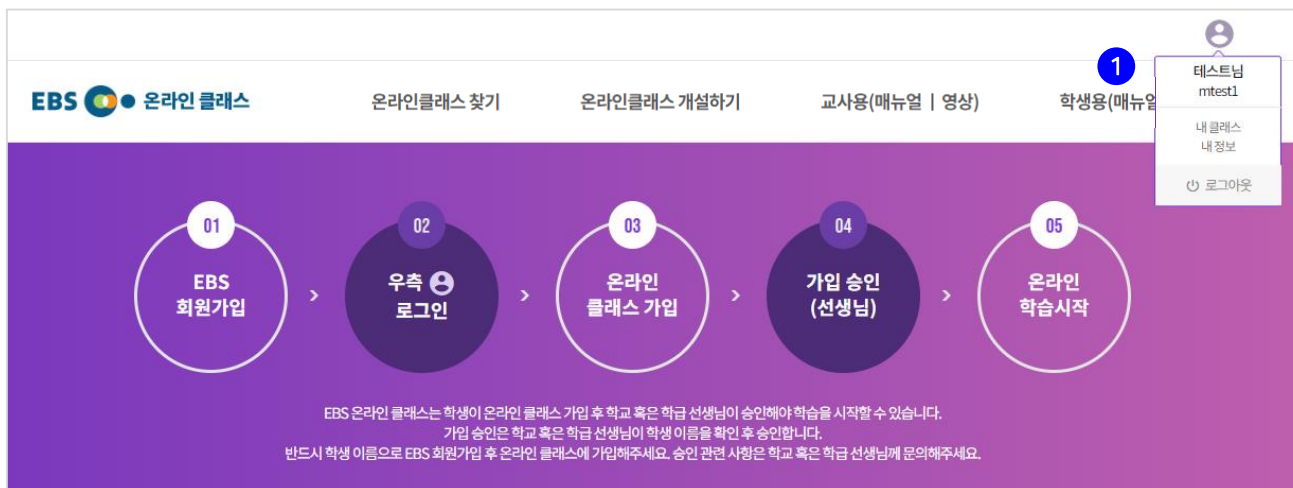 1
테스트님
mtest1
EBS 온라인 클래스
온라인클래스 찾기
온라인클래스 개설하기
교사용(매뉴얼 | 영상)
학생용(매뉴얼
내 클래스
내 정보
로그아웃
01
EBS
회원가입
>
02
우측
로그인
>
03
온라인
클래스 가입
>
04
가입 승인
(선생님)
>
05
온라인
학습시작
EBS 온라인 클래스는 학생이 온라인 클래스 가입 후 학교 혹은 학급 선생님이 승인해야 학습을 시작할 수 있습니다.
가입 승인은 학교 혹은 학급 선생님이 학생 이름을 확인 후 승인합니다.
반드시 학생 이름으로 EBS 회원가입 후 온라인 클래스에 가입해주세요. 승인 관련 사항은 학교 혹은 학급 선생님께 문의해주세요.